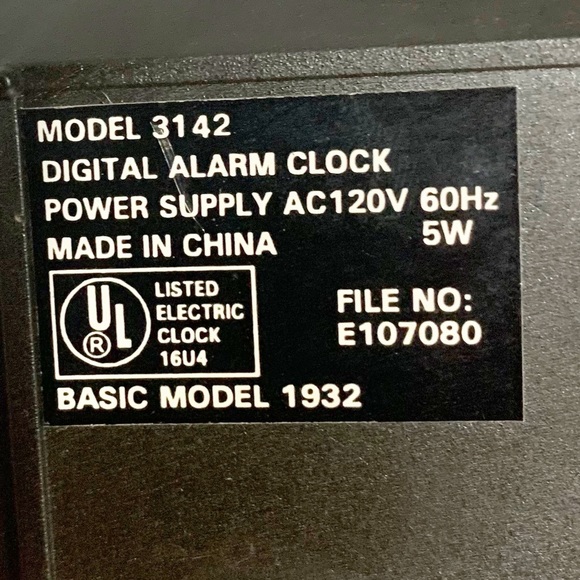 MODEL 3142
DIGITAL ALARM CLOCK
POWER SUPPLY AC120V 60Hz
5W
MADE IN CHINA
UL
®
LISTED
ELECTRIC
CLOCK
16U4
FILE NO:
E107080
BASIC MODEL 1932